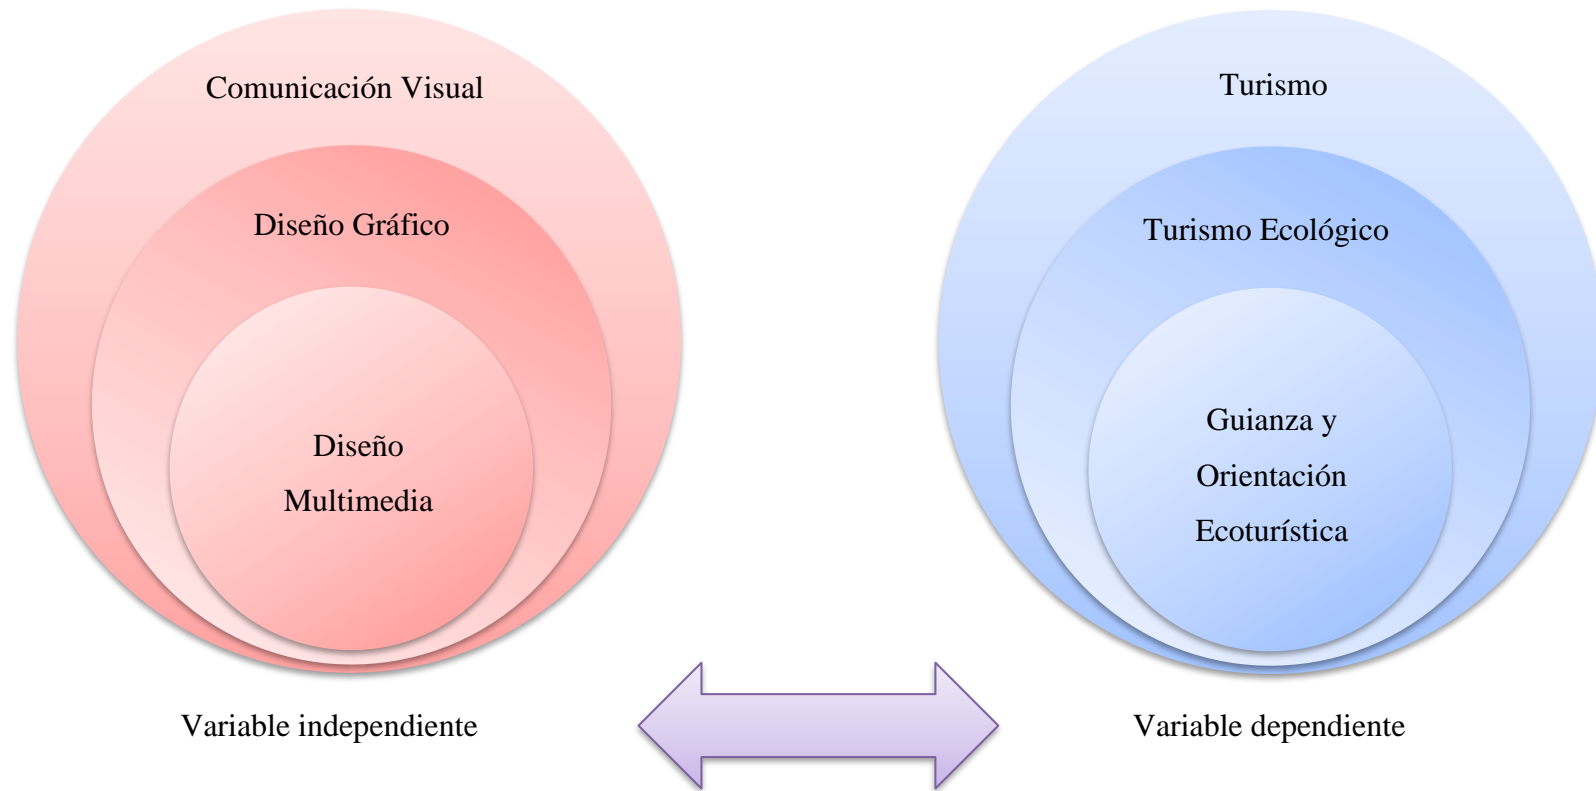 Comunicación Visual
Diseño Gráfico
Diseño
Multimedia
Variable independiente
Turismo
Turismo Ecológico
Guianza y
Orientación
Ecoturística
Variable dependiente